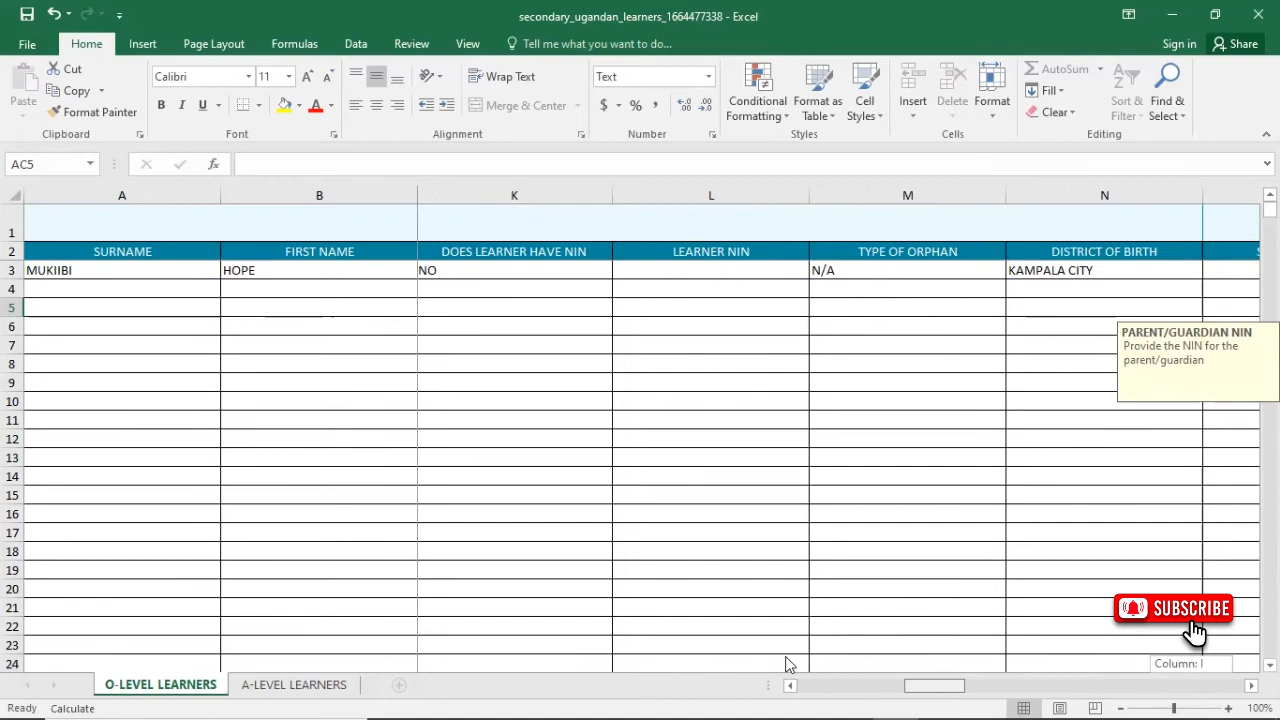 secondary_ugandan_learners_1664477338 - Excel
File Home Insert Page Layout Formulas Data Review View Tell me what you want to do... Sign in Share
Paste Cut Copy Format Painter Clipboard
Calibri 11 B I U A Font
Wrap Text Merge & Center Alignment
Text $ % , Number
Conditional Formatting Format as Table Cell Styles Styles
Insert Delete Format Cells
AutoSum Fill Clear Sort & Filter Find & Select Editing
AC5 fx
A B K L M N
1
2 SURNAME FIRST NAME DOES LEARNER HAVE NIN LEARNER NIN TYPE OF ORPHAN DISTRICT OF BIRTH
3 MUKIIBI HOPE NO N/A KAMPALA CITY
4
5
6
7
8
9
10
11
12
13
14
15
16
17
18
19
20
21
22
23
24
PARENT/GUARDIAN NIN
Provide the NIN for the
parent/guardian
SUBSCRIBE
Column: I
O-LEVEL LEARNERS A-LEVEL LEARNERS
Ready Calculate 100%